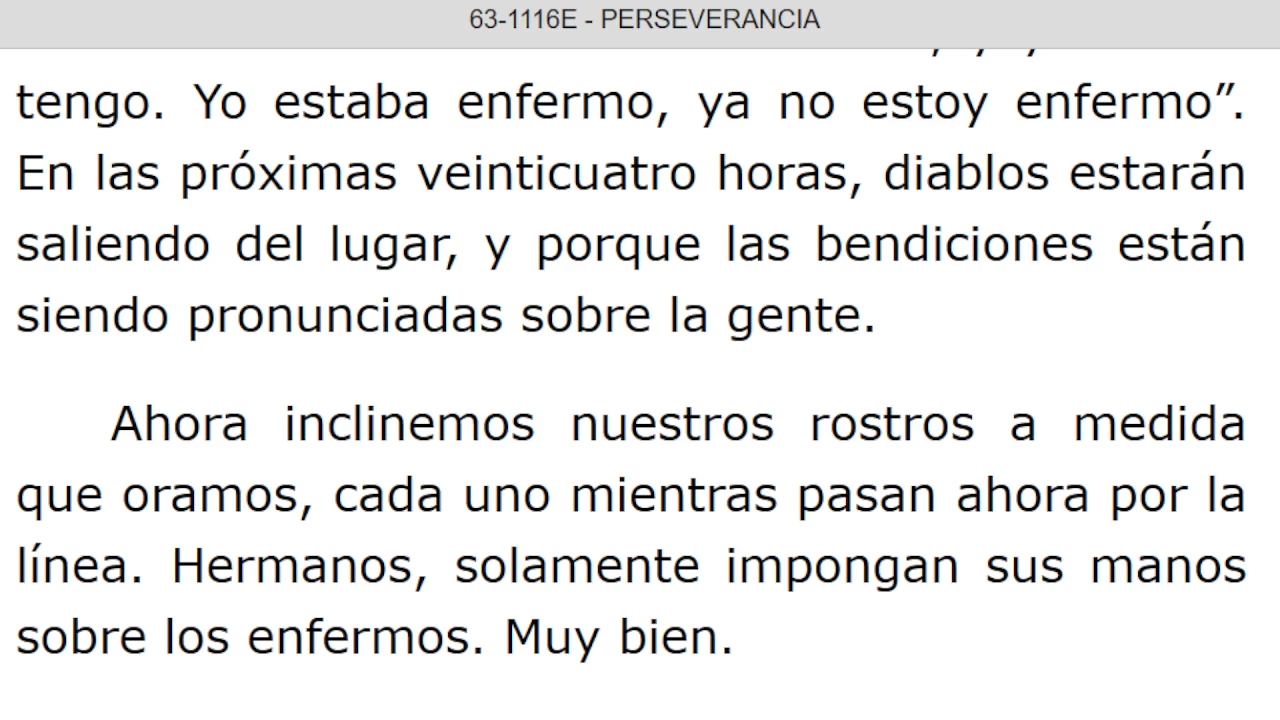 63-1116E - PERSEVERANCIA
tengo. Yo estaba enfermo, ya no estoy enfermo”.
En las próximas veinticuatro horas, diablos estarán
saliendo del lugar, y porque las bendiciones están
siendo pronunciadas sobre la gente.
Ahora inclinemos nuestros rostros a medida
que oramos, cada uno mientras pasan ahora por la
línea. Hermanos, solamente impongan sus manos
sobre los enfermos. Muy bien.